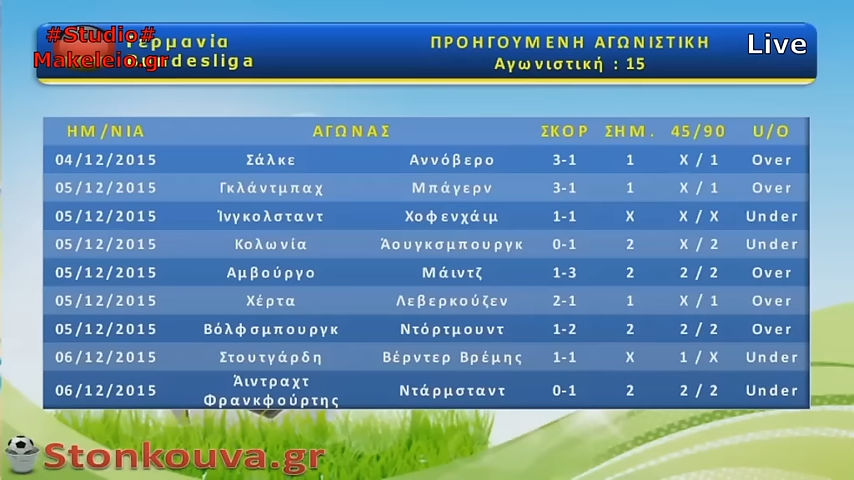 #Studio#
Makeleio.gr
Γερμανία
Bundesliga
ΠΡΟΗΓΟΥΜΕΝΗ ΑΓΩΝΙΣΤΙΚΗ
Αγωνιστική : 15
Live
ΗΜ/ΝΙΑ ΑΓΩΝΑΣ ΣΚΟΡ ΣΗΜ. 45/90 U/O
04/12/2015 Σάλκε Αννόβερο 3-1 1 X / 1 Over
05/12/2015 Γκλάντμπαχ Μπάγερν 3-1 1 X / 1 Over
05/12/2015 Ίνγκολσταντ Χοφενχάιμ 1-1 X X / X Under
05/12/2015 Κολωνία Άουγκσμπουργκ 0-1 2 X / 2 Under
05/12/2015 Αμβούργο Μάιντζ 1-3 2 2 / 2 Over
05/12/2015 Χέρτα Λεβερκούζεν 2-1 1 X / 1 Over
05/12/2015 Βόλφσμπουργκ Ντόρτμουντ 1-2 2 2 / 2 Over
06/12/2015 Στουτγάρδη Βέρντερ Βρέμης 1-1 X 1 / X Under
06/12/2015 Άιντραχτ Φρανκφούρτης Ντάρμσταντ 0-1 2 2 / 2 Under
Stonkouva.gr